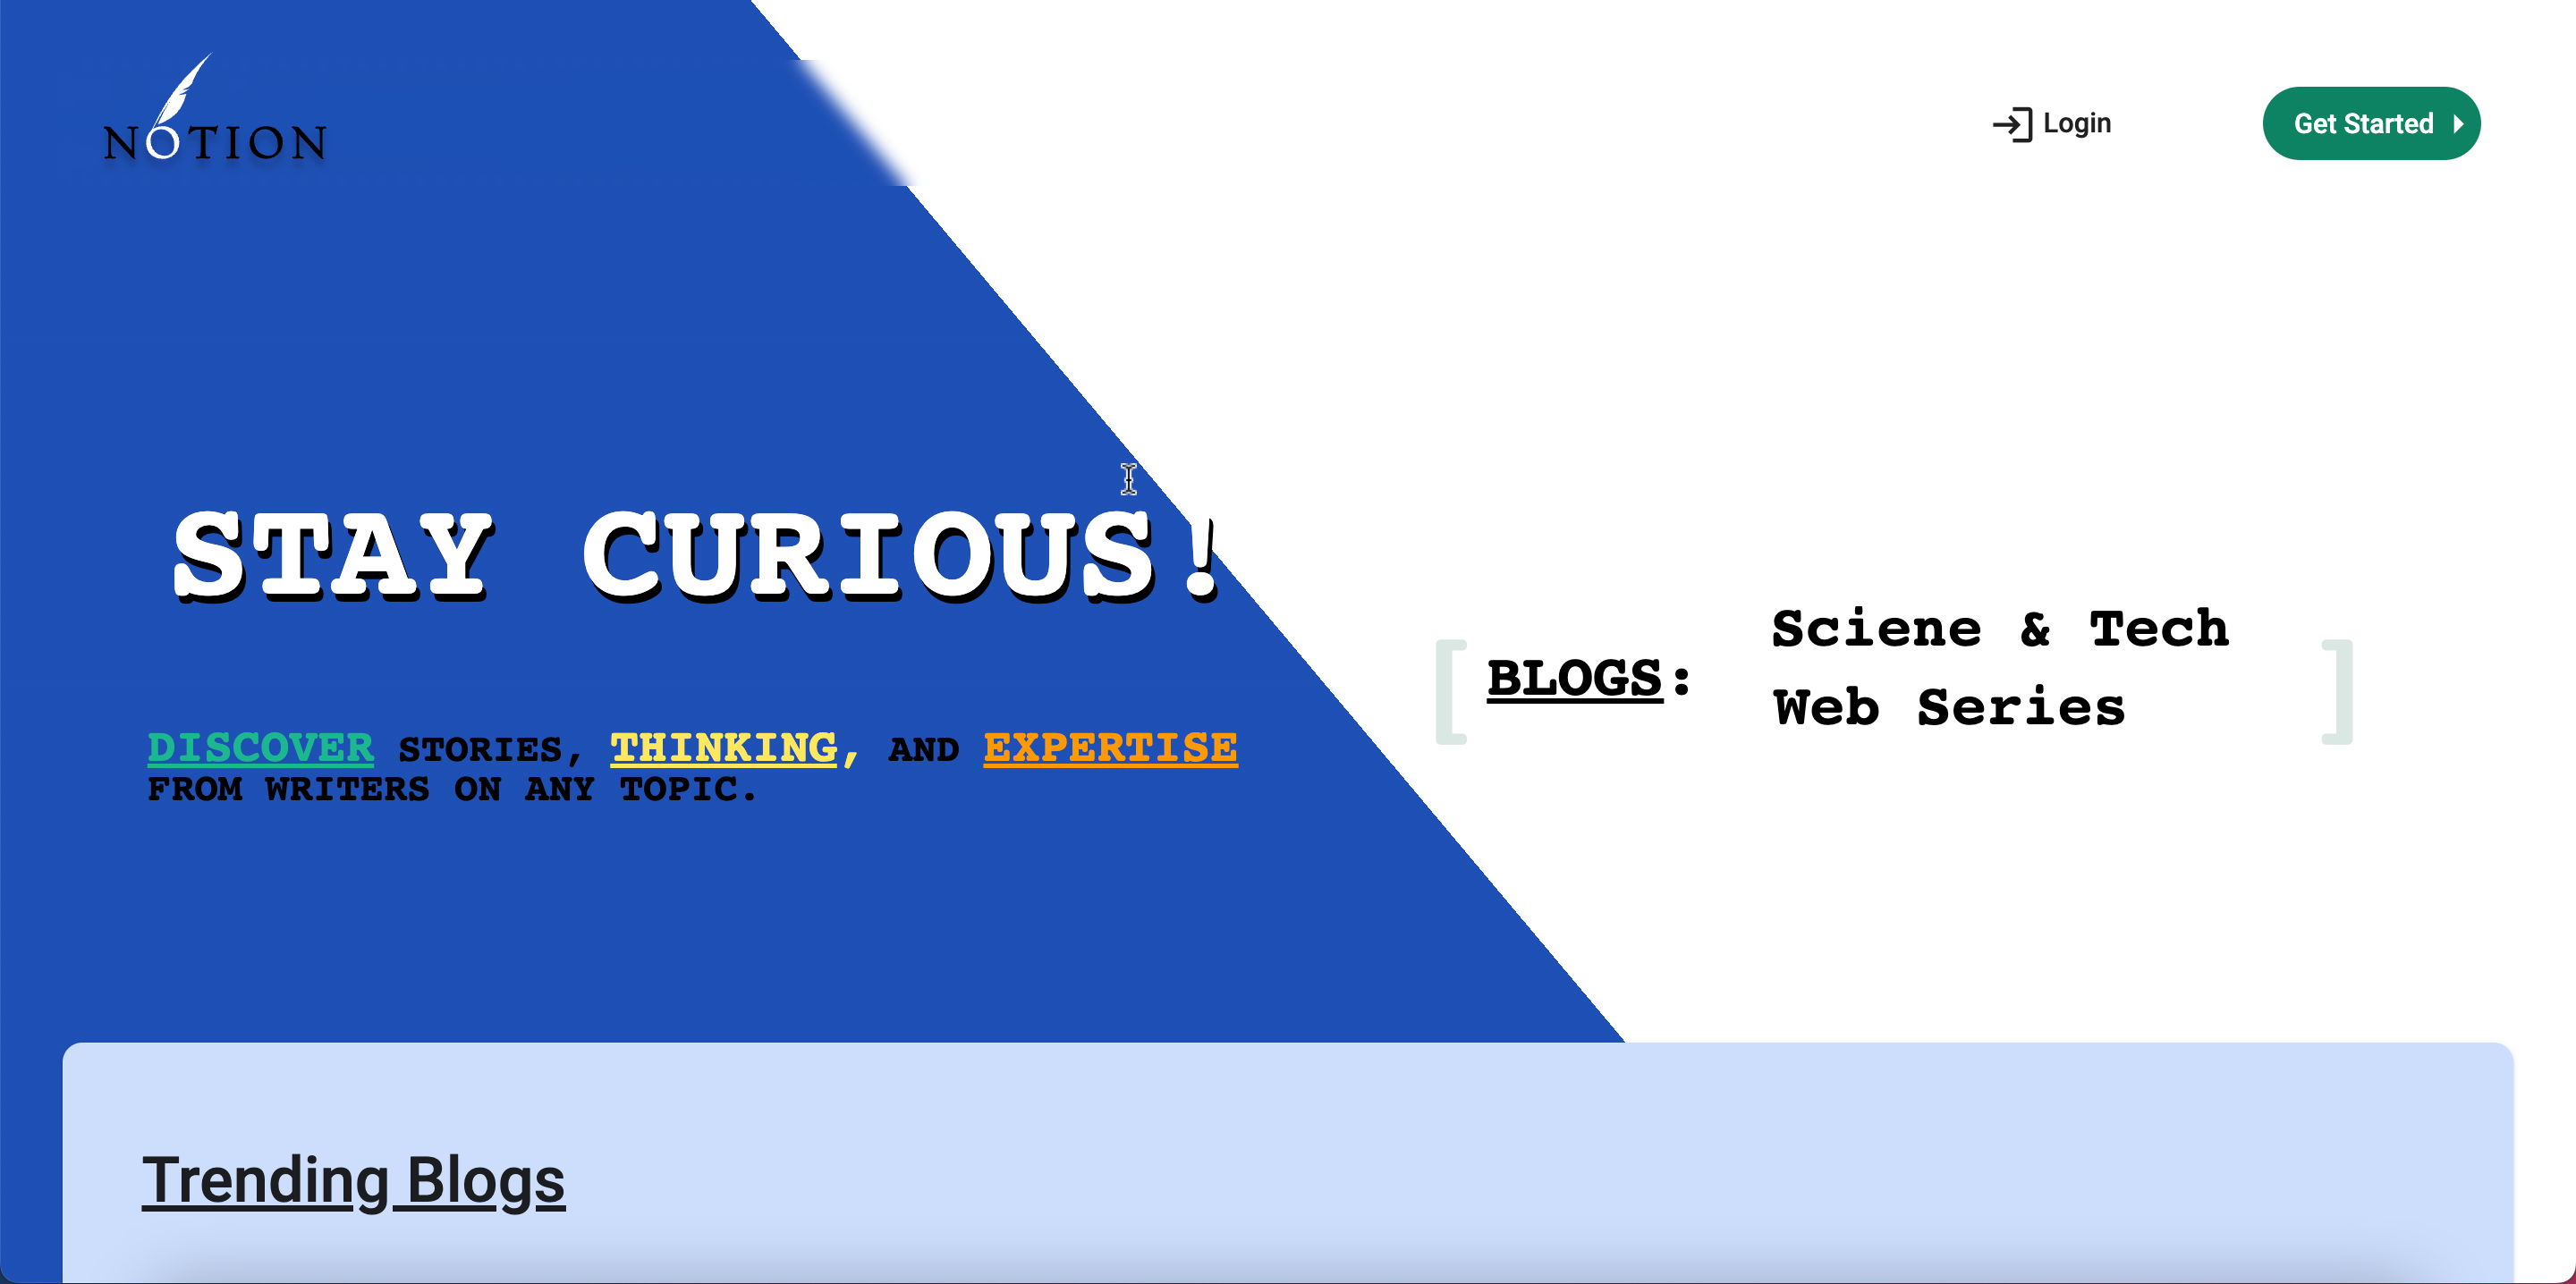 NOTION
Login
Get Started
STAY CURIOUS!
DISCOVER STORIES, THINKING, AND EXPERTISE
FROM WRITERS ON ANY TOPIC.
[ BLOGS: ]
Sciene & Tech
Web Series
Trending Blogs